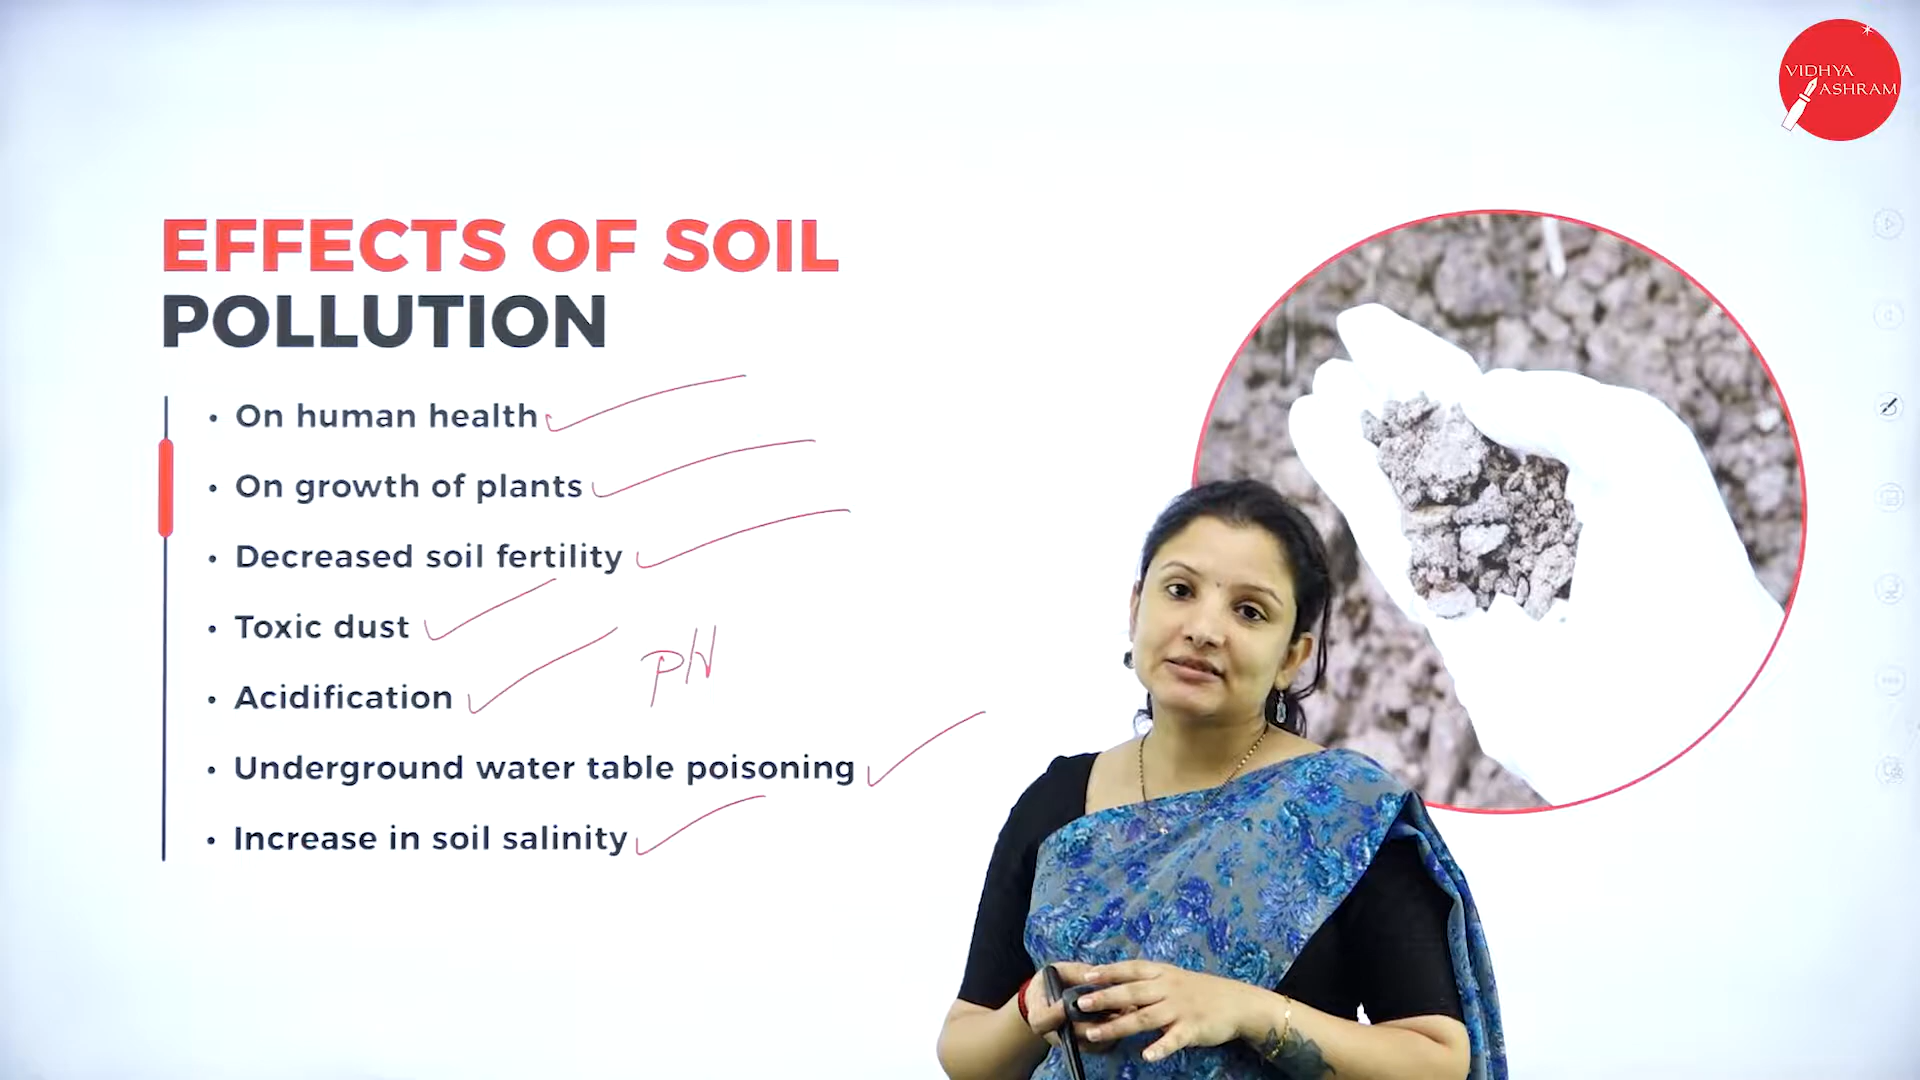 VIDHYA
ASHRAM
EFFECTS OF SOIL
POLLUTION
• On human health
• On growth of plants
• Decreased soil fertility
• Toxic dust
• Acidification
pH
• Underground water table poisoning
• Increase in soil salinity